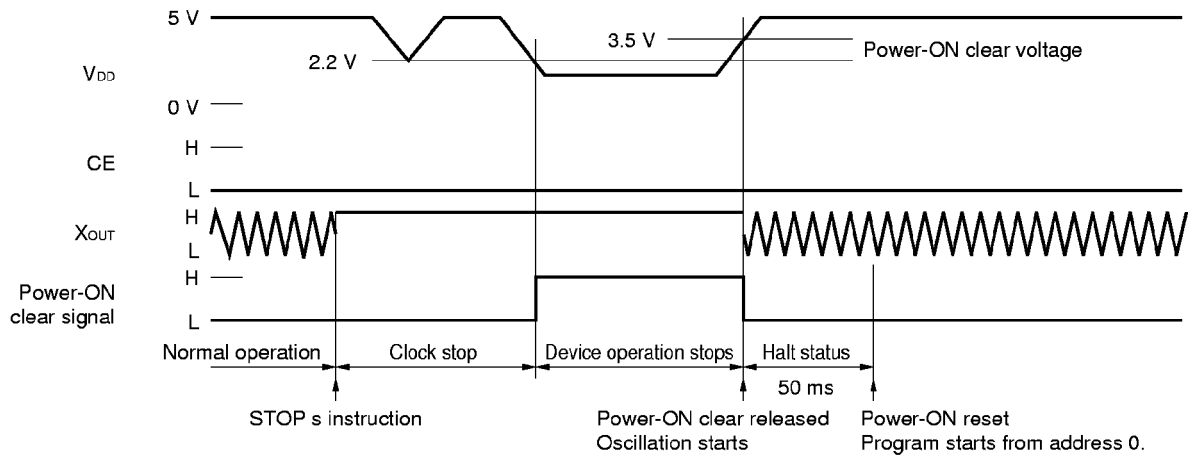 5 V
3.5 V
Power-ON clear voltage
2.2 V
VDD
0 V
H
CE
L
H
XOUT
L
H
Power-ON
clear signal
L
Normal operation
Clock stop
Device operation stops
Halt status
50 ms
STOP s instruction
Power-ON clear released
Oscillation starts
Power-ON reset
Program starts from address 0.